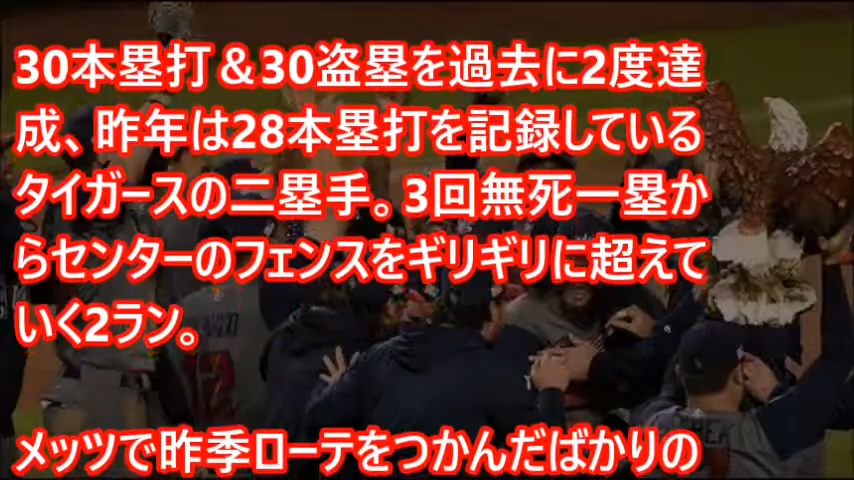 30本塁打＆30盗塁を過去に2度達
成、昨年は28本塁打を記録している
タイガースの二塁手。3回無死一塁か
らセンターのフェンスをギリギリに超えて
いく2ラン。
メッツで昨季ローテをつかんだばかりの